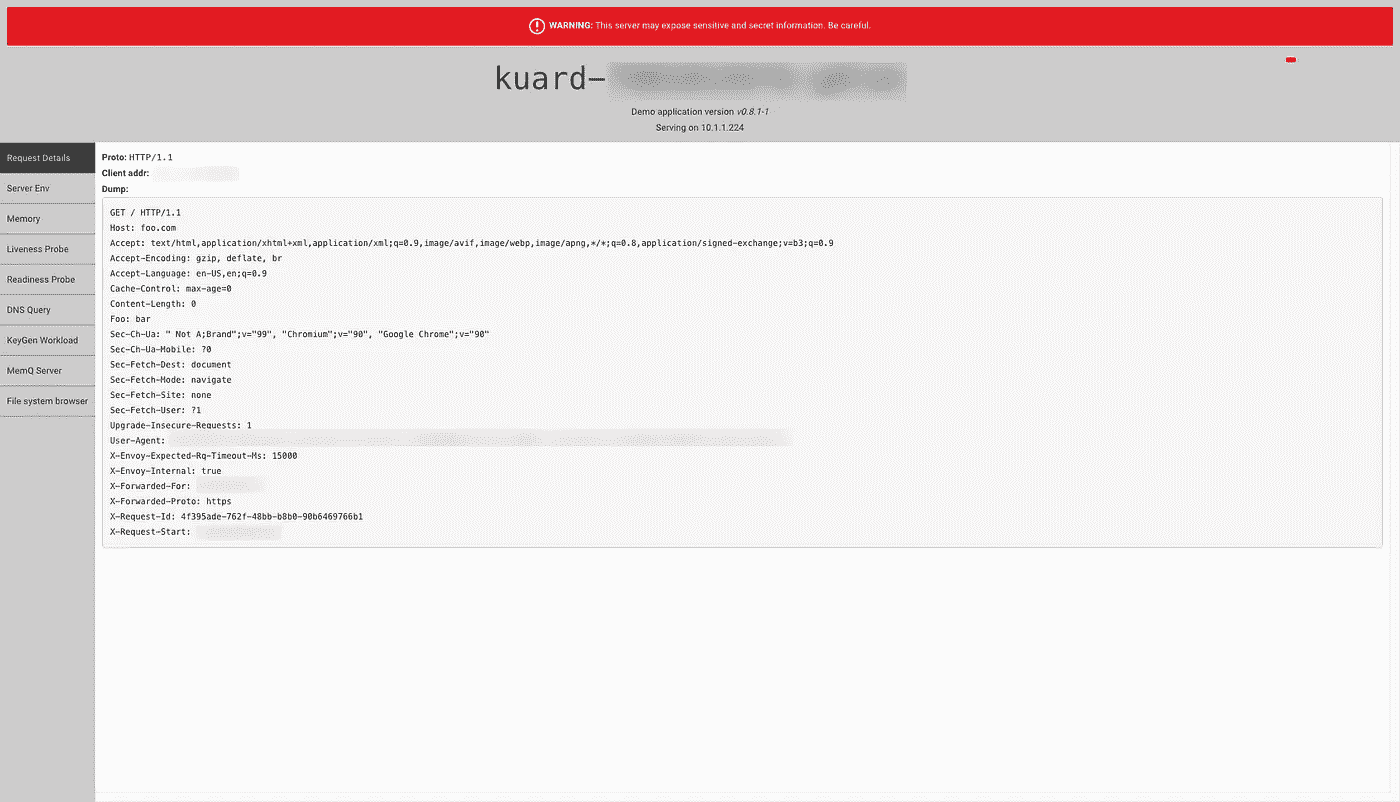 WARNING: This server may expose sensitive and secret information. Be careful.
kuard-
Demo application version v0.8.1-1
Serving on 10.1.1.224
Request Details
Server Env
Memory
Liveness Probe
Readiness Probe
DNS Query
KeyGen Workload
MemQ Server
File system browser
Proto: HTTP/1.1
Client addr:
Dump:
GET / HTTP/1.1
Host: foo.com
Accept: text/html,application/xhtml+xml,application/xml;q=0.9,image/avif,image/webp,image/apng,*/*;q=0.8,application/signed-exchange;v=b3;q=0.9
Accept-Encoding: gzip, deflate, br
Accept-Language: en-US,en;q=0.9
Cache-Control: max-age=0
Content-Length: 0
Foo: bar
Sec-Ch-Ua: " Not A;Brand";v="99", "Chromium";v="90", "Google Chrome";v="90"
Sec-Ch-Ua-Mobile: ?0
Sec-Fetch-Dest: document
Sec-Fetch-Mode: navigate
Sec-Fetch-Site: none
Sec-Fetch-User: ?1
Upgrade-Insecure-Requests: 1
User-Agent:
X-Envoy-Expected-Rq-Timeout-Ms: 15000
X-Envoy-Internal: true
X-Forwarded-For:
X-Forwarded-Proto: https
X-Request-Id: 4f395ade-762f-48bb-b8b0-90b6469766b1
X-Request-Start: